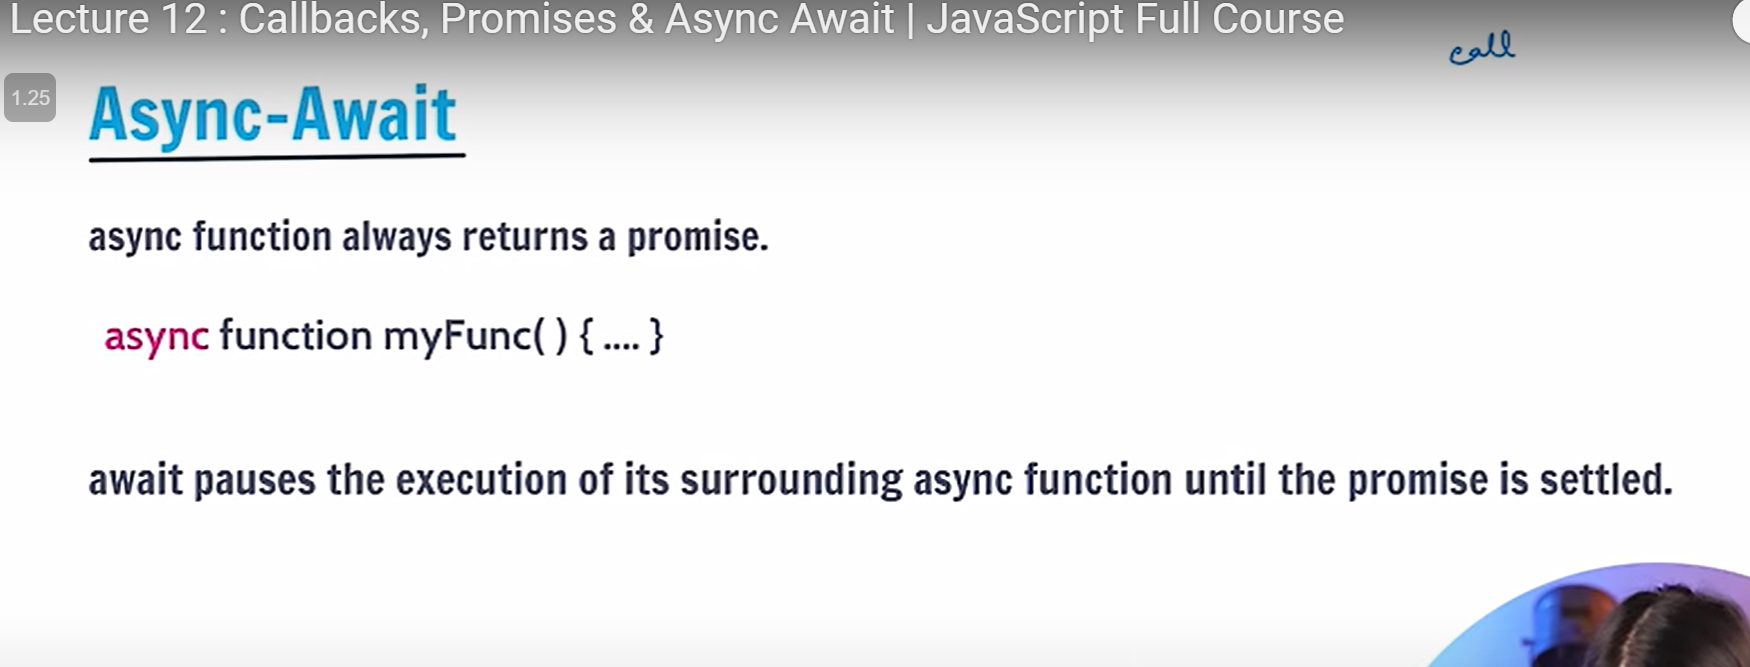 Lecture 12 : Callbacks, Promises & Async Await | JavaScript Full Course
call
1.25
Async-Await
async function always returns a promise.
async function myFunc( ) { .... }
await pauses the execution of its surrounding async function until the promise is settled.